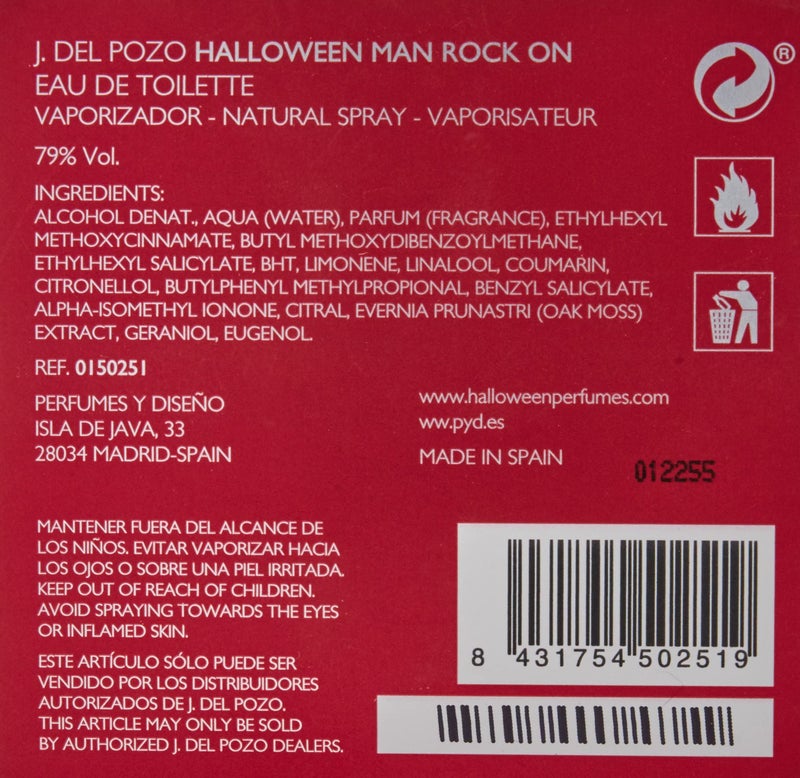 J. DEL POZO HALLOWEEN MAN ROCK ON
EAU DE TOILETTE
VAPORIZADOR - NATURAL SPRAY - VAPORISATEUR
79% Vol.
INGREDIENTS:
ALCOHOL DENAT., AQUA (WATER), PARFUM (FRAGRANCE), ETHYLHEXYL
METHOXYCINNAMATE, BUTYL METHOXYDIBENZOYLMETHANE,
ETHYLHEXYL SALICYLATE, BHT, LIMONENE, LINALOOL, COUMARIN,
CITRONELLOL, BUTYLPHENYL METHYLPROPIONAL, BENZYL SALICYLATE,
ALPHA-ISOMETHYL IONONE, CITRAL, EVERNIA PRUNASTRI (OAK MOSS)
EXTRACT, GERANIOL, EUGENOL.
REF. 0150251
PERFUMES Y DISEÑO
ISLA DE JAVA, 33
28034 MADRID-SPAIN
www.halloweenperfumes.com
ww.pyd.es
MADE IN SPAIN
012255
MANTENER FUERA DEL ALCANCE DE
LOS NIÑOS. EVITAR VAPORIZAR HACIA
LOS OJOS O SOBRE UNA PIEL IRRITADA.
KEEP OUT OF REACH OF CHILDREN.
AVOID SPRAYING TOWARDS THE EYES
OR INFLAMED SKIN.
ESTE ARTÍCULO SÓLO PUEDE SER
VENDIDO POR LOS DISTRIBUIDORES
AUTORIZADOS DE J. DEL POZO.
THIS ARTICLE MAY ONLY BE SOLD
BY AUTHORIZED J. DEL POZO DEALERS.
8 431754 502519
®